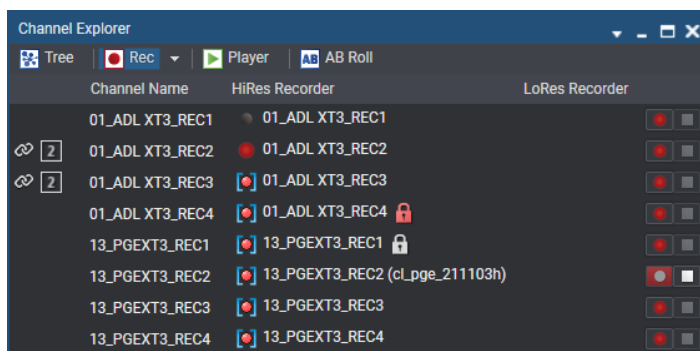 Channel Explorer
Tree Rec Player AB AB Roll
Channel Name HiRes Recorder LoRes Recorder
01_ADL XT3_REC1 01_ADL XT3_REC1
2 01_ADL XT3_REC2 01_ADL XT3_REC2
2 01_ADL XT3_REC3 01_ADL XT3_REC3
01_ADL XT3_REC4 01_ADL XT3_REC4
13_PGEXT3_REC1 13_PGEXT3_REC1
13_PGEXT3_REC2 13_PGEXT3_REC2 (cl_pge_211103h)
13_PGEXT3_REC3 13_PGEXT3_REC3
13_PGEXT3_REC4 13_PGEXT3_REC4